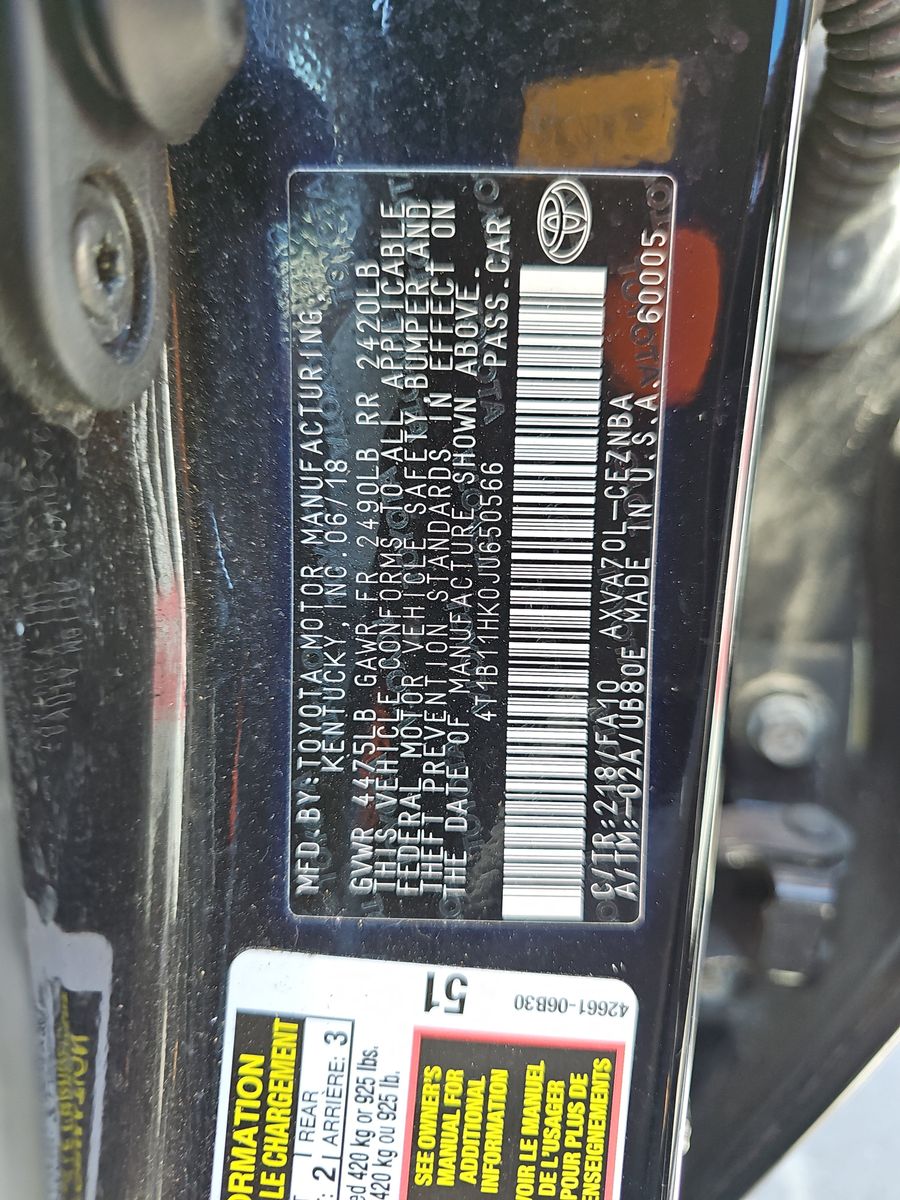 MFD.BY:TOYOTA MOTOR MANUFACTURING,
KENTUCKY,INC.06/18
GVWR 4475LB GAWR FR 2490LB RR 2420LB
THIS VEHICLE CONFORMS TO ALL APPLICABLE
FEDERAL MOTOR VEHICLE SAFETY,BUMPER,AND
THEFT PREVENTION STANDARDS IN EFFECT ON
THE DATE OF MANUFACTURE SHOWN ABOVE.
4T1B11HK0JU650566 PASS.CAR
C/TR:218/FA10 AXVA70L-CEZNBA
A/TM:-02A/UB80E MADE IN U.S.A. 60005
ORMATION
LE CHARGEMENT
REAR
2 ARRIÈRE: 3
ed 420 kg or 925 lbs.
420 kg ou 925 lb.
51
42661-06B30
SEE OWNER'S
MANUAL FOR
ADDITIONAL
INFORMATION
VOIR LE MANUEL
DE L'USAGER
POUR PLUS DE
ENSEIGNEMENTS